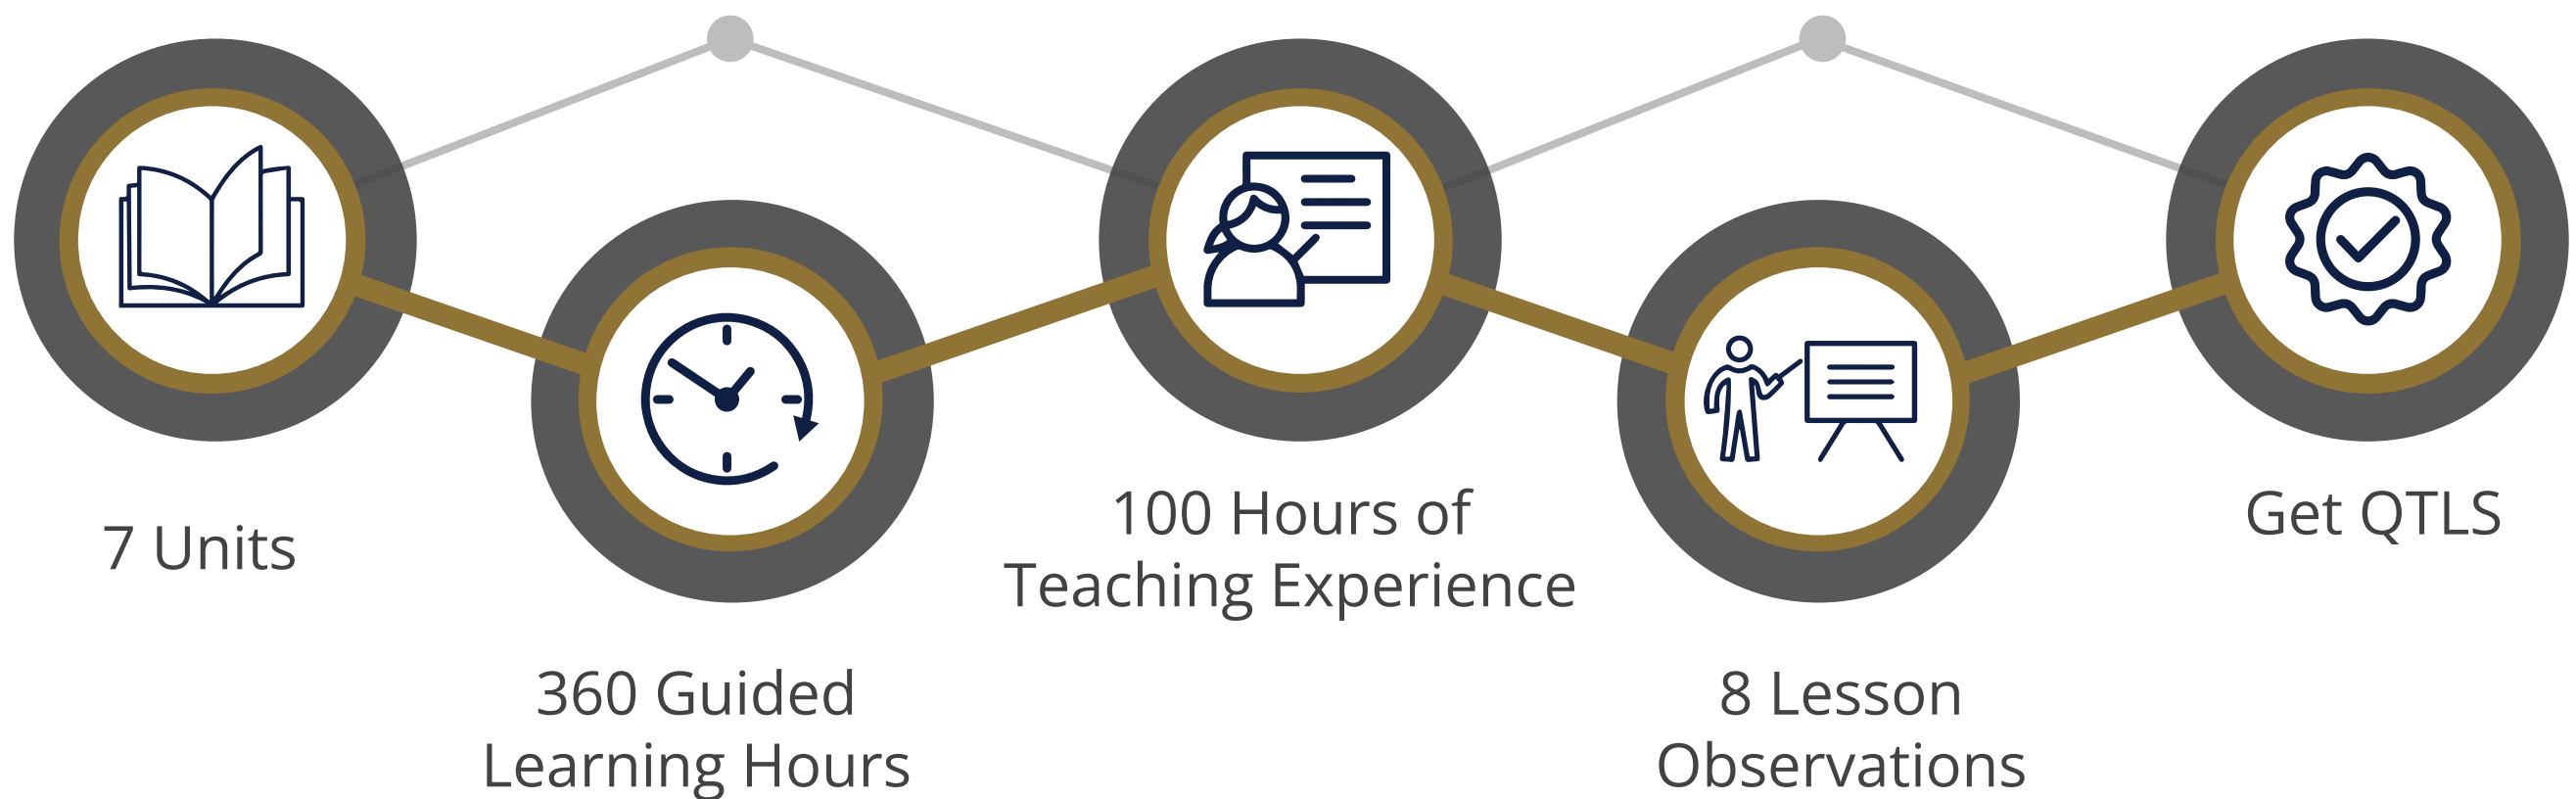 7 Units
360 Guided
Learning Hours
100 Hours of
Teaching Experience
8 Lesson
Observations
Get QTLS